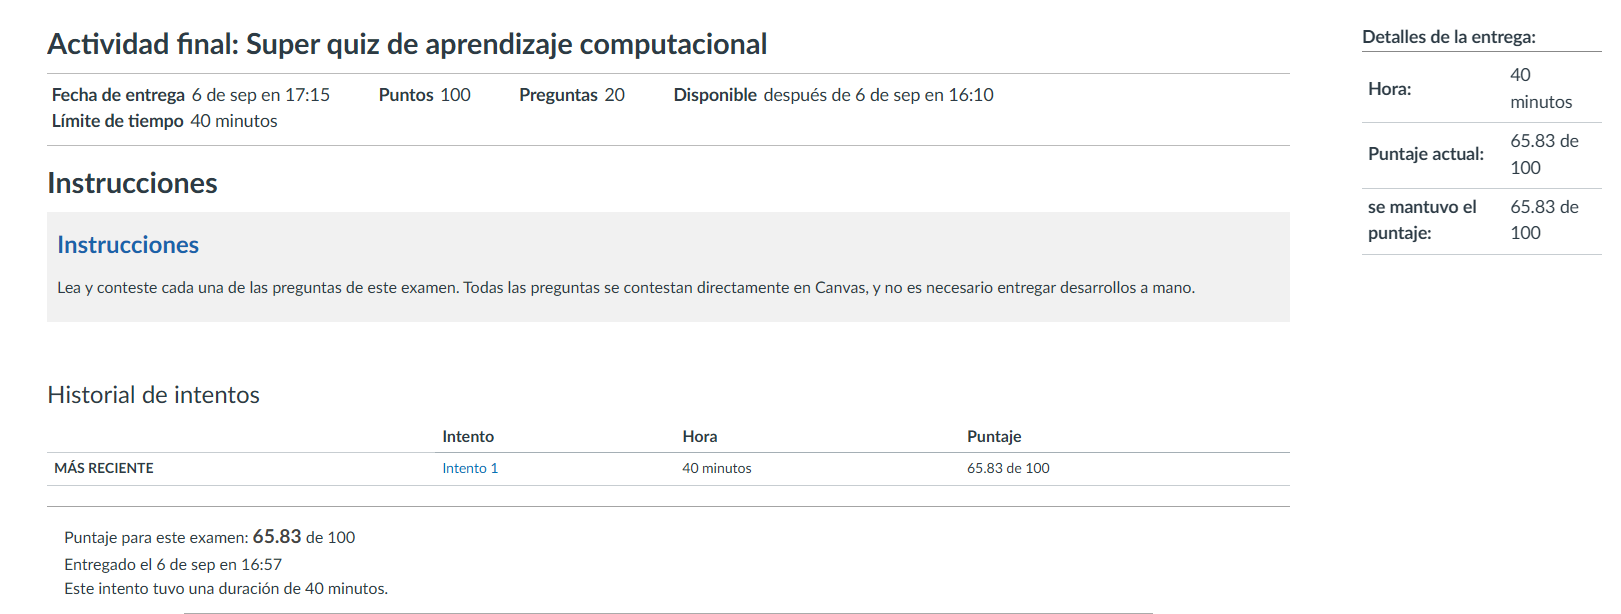 Actividad final: Super quiz de aprendizaje computacional
Fecha de entrega 6 de sep en 17:15 Puntos 100 Preguntas 20 Disponible después de 6 de sep en 16:10
Límite de tiempo 40 minutos
Instrucciones
Instrucciones
Lea y conteste cada una de las preguntas de este examen. Todas las preguntas se contestan directamente en Canvas, y no es necesario entregar desarrollos a mano.
Historial de intentos
Intento Hora Puntaje
MÁS RECIENTE Intento 1 40 minutos 65.83 de 100
Puntaje para este examen: 65.83 de 100
Entregado el 6 de sep en 16:57
Este intento tuvo una duración de 40 minutos.
Detalles de la entrega:
Hora: 40
minutos
Puntaje actual: 65.83 de
100
se mantuvo el 65.83 de
puntaje: 100